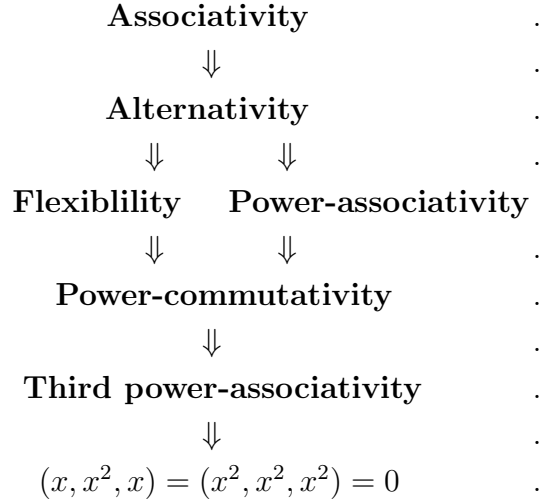 Associativity .
⇓ .
Alternativity .
⇓ ⇓ .
Flexiblility Power-associativity
⇓ ⇓ .
Power-commutativity .
⇓ .
Third power-associativity .
⇓ .
(x, x², x) = (x², x², x²) = 0 .